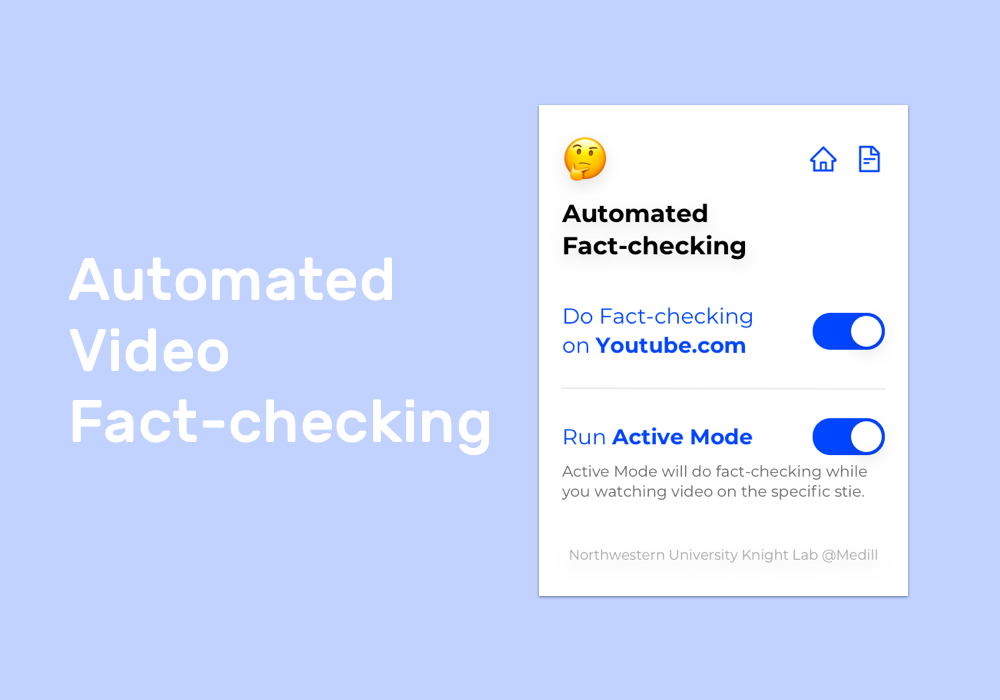 Automated
Video
Fact-checking
Automated
Fact-checking
Do Fact-checking
on Youtube.com
Run Active Mode
Active Mode will do fact-checking while
you watching video on the specific stie.
Northwestern University Knight Lab @Medill